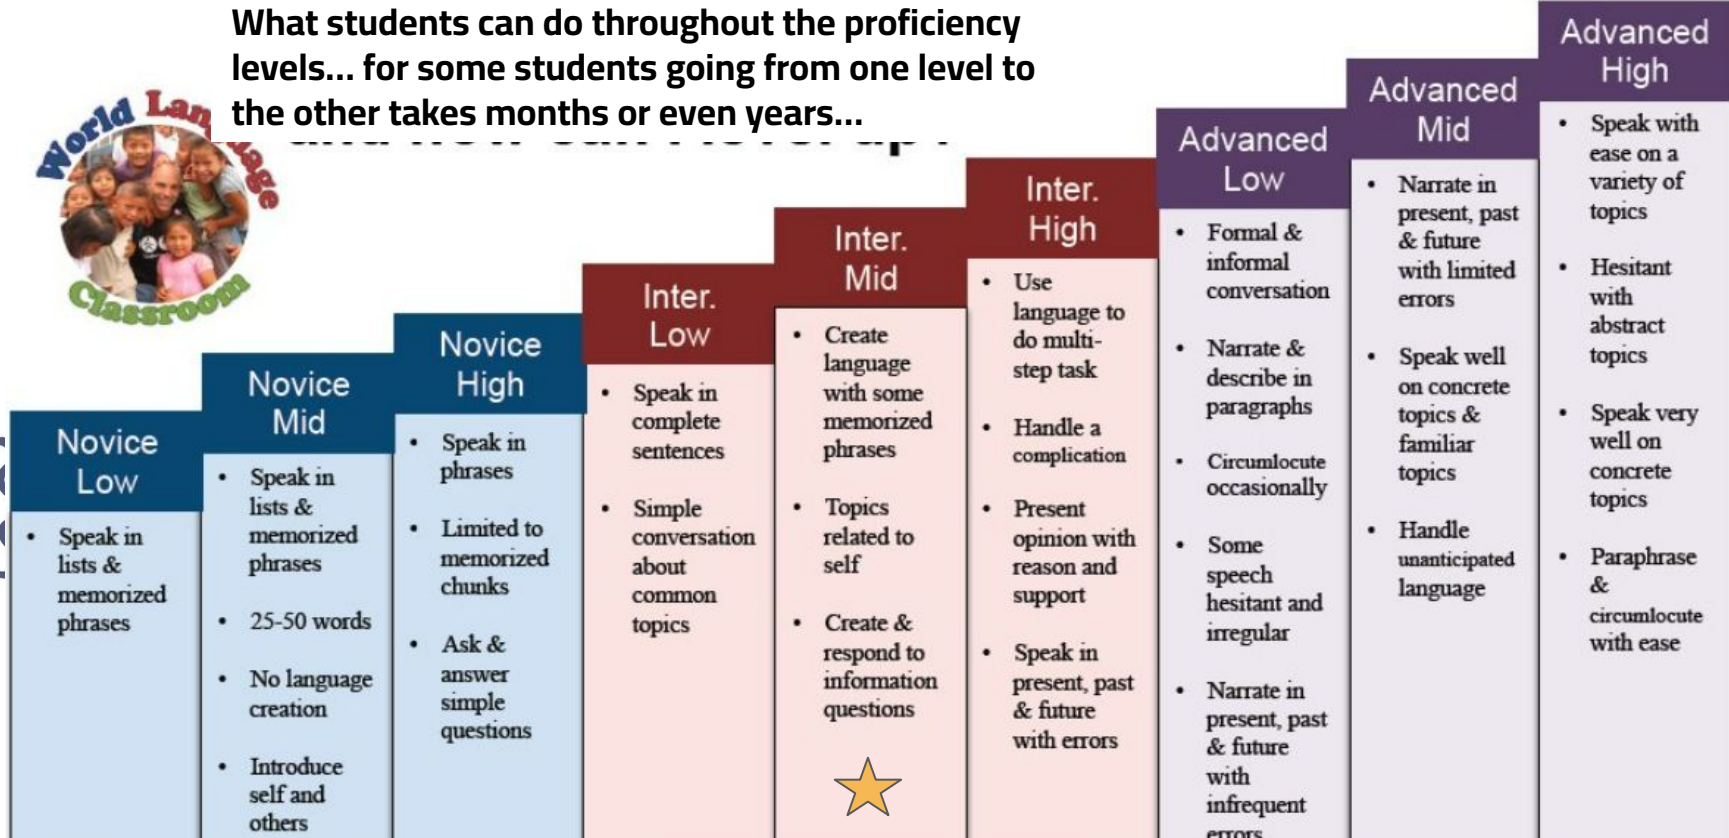 What students can do throughout the proficiency
levels... for some students going from one level to
the other takes months or even years...
World Language
Classroom
Novice
Low
• Speak in
lists &
memorized
phrases
Novice
Mid
• Speak in
lists &
memorized
phrases
• 25-50 words
• No language
creation
• Introduce
self and
others
Novice
High
• Speak in
phrases
• Limited to
memorized
chunks
• Ask &
answer
simple
questions
Inter.
Low
• Speak in
complete
sentences
• Simple
conversation
about
common
topics
Inter.
Mid
• Create
language
with some
memorized
phrases
• Topics
related to
self
• Create &
respond to
information
questions
Inter.
High
• Use
language to
do multi-
step task
• Handle a
complication
• Present
opinion with
reason and
support
• Speak in
present, past
& future
with errors
Advanced
Low
• Formal &
informal
conversation
• Narrate &
describe in
paragraphs
• Circumlocute
occasionally
• Some
speech
hesitant and
irregular
• Narrate in
present, past
& future
with
infrequent
errors
Advanced
Mid
• Narrate in
present, past
& future
with limited
errors
• Speak well
on concrete
topics &
familiar
topics
• Handle
unanticipated
language
Advanced
High
• Speak with
ease on a
variety of
topics
• Hesitant
with
abstract
topics
• Speak very
well on
concrete
topics
• Paraphrase
&
circumlocute
with ease